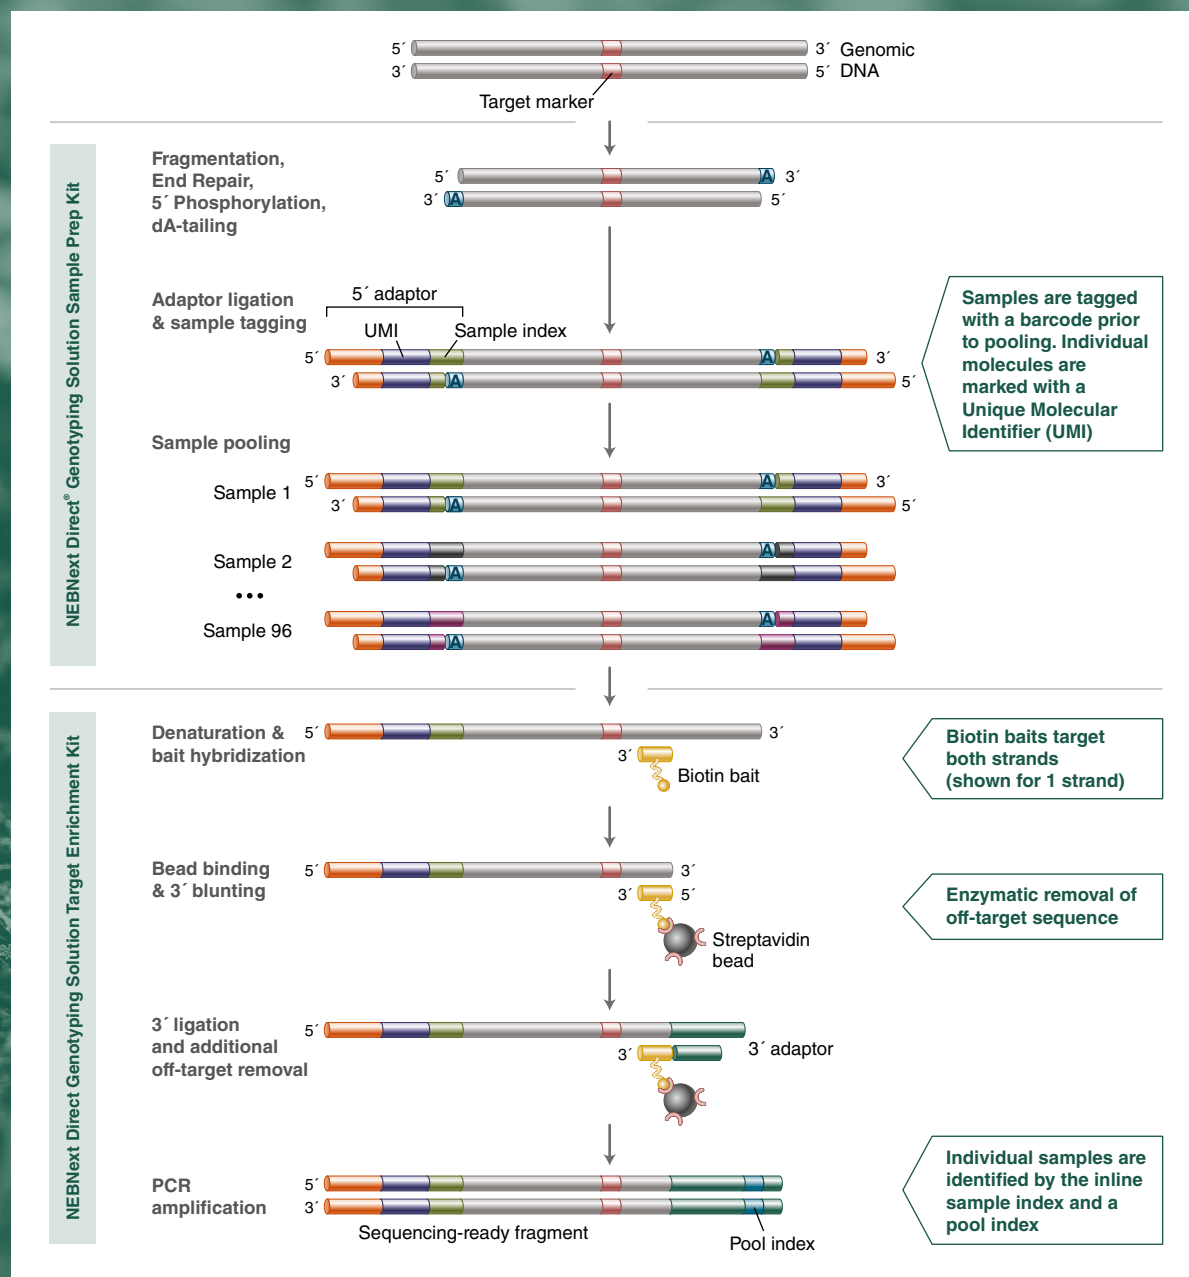 5´
3´ Genomic
3´
5´ DNA
Target marker
NEBNext Direct® Genotyping Solution Sample Prep Kit
Fragmentation,
End Repair,
5´ Phosphorylation,
dA-tailing
5´
A
3´
3´
A
5´
Adaptor ligation
& sample tagging
5´ adaptor
UMI
Sample index
5´
A
3´
3´
A
5´
Samples are tagged
with a barcode prior
to pooling. Individual
molecules are
marked with a
Unique Molecular
Identifier (UMI)
Sample pooling
Sample 1
5´
A
3´
3´
A
5´
Sample 2
A
A
•••
Sample 96
A
A
NEBNext Direct Genotyping Solution Target Enrichment Kit
Denaturation &
bait hybridization
5´
3´
3´
Biotin bait
Biotin baits target
both strands
(shown for 1 strand)
Bead binding
& 3´ blunting
5´
3´
3´
5´
Streptavidin
bead
Enzymatic removal of
off-target sequence
3´ ligation
and additional
off-target removal
5´
3´
3´ adaptor
PCR
amplification
5´
3´
Sequencing-ready fragment
Pool index
Individual samples are
identified by the inline
sample index and a
pool index